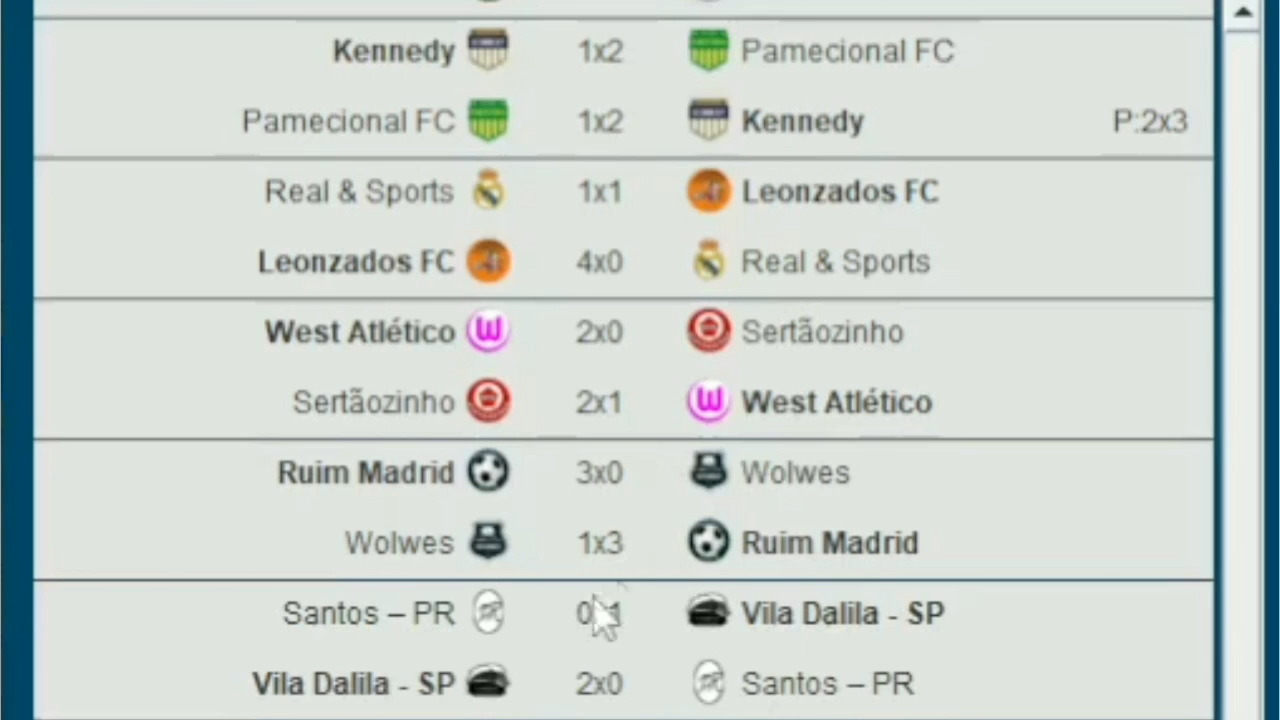 Kennedy 1x2 Pamecional FC
Pamecional FC 1x2 Kennedy P:2x3
Real & Sports 1x1 Leonzados FC
Leonzados FC 4x0 Real & Sports
West Atlético 2x0 Sertãozinho
Sertãozinho 2x1 West Atlético
Ruim Madrid 3x0 Wolwes
Wolwes 1x3 Ruim Madrid
Santos – PR Vila Dalila - SP
Vila Dalila - SP 2x0 Santos – PR